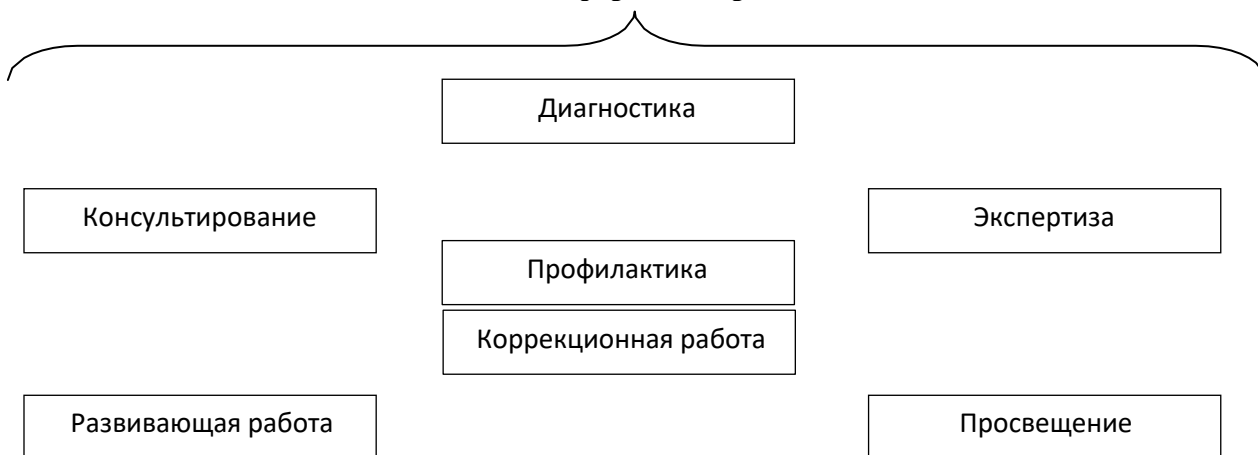 Диагностика
Консультирование
Экспертиза
Профилактика
Коррекционная работа
Развивающая работа
Просвещение